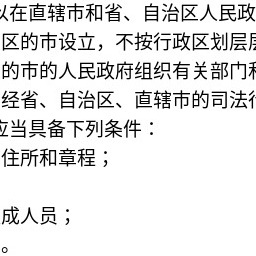 以在直辖市和省、自治区人民政
区的市设立，不按行政区划层层
的市的人民政府组织有关部门和
经省、自治区、直辖市的司法行
应当具备下列条件：
住所和章程；
成人员；
。